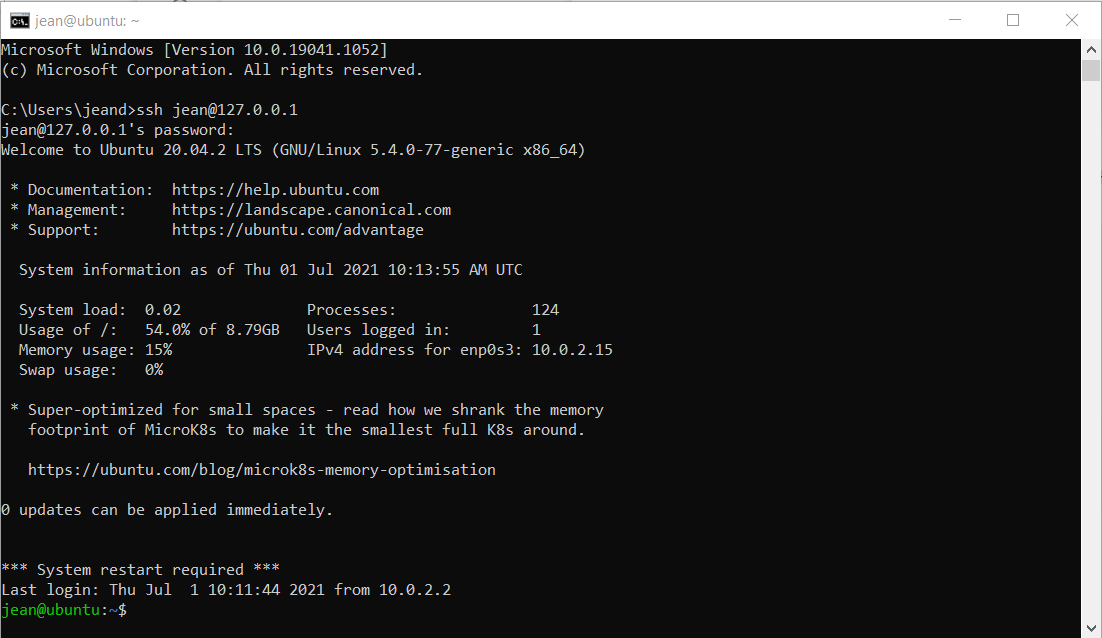 jean@ubuntu: ~
Microsoft Windows [Version 10.0.19041.1052]
(c) Microsoft Corporation. All rights reserved.
C:\Users\jeand>ssh jean@127.0.0.1
jean@127.0.0.1's password:
Welcome to Ubuntu 20.04.2 LTS (GNU/Linux 5.4.0-77-generic x86_64)
* Documentation:  https://help.ubuntu.com
* Management:     https://landscape.canonical.com
* Support:        https://ubuntu.com/advantage
System information as of Thu 01 Jul 2021 10:13:55 AM UTC
System load:  0.02              Processes:               124
Usage of /:   54.0% of 8.79GB   Users logged in:         1
Memory usage: 15%               IPv4 address for enp0s3: 10.0.2.15
Swap usage:   0%
* Super-optimized for small spaces - read how we shrank the memory
footprint of MicroK8s to make it the smallest full K8s around.
https://ubuntu.com/blog/microk8s-memory-optimisation
0 updates can be applied immediately.
*** System restart required ***
Last login: Thu Jul  1 10:11:44 2021 from 10.0.2.2
jean@ubuntu:~$